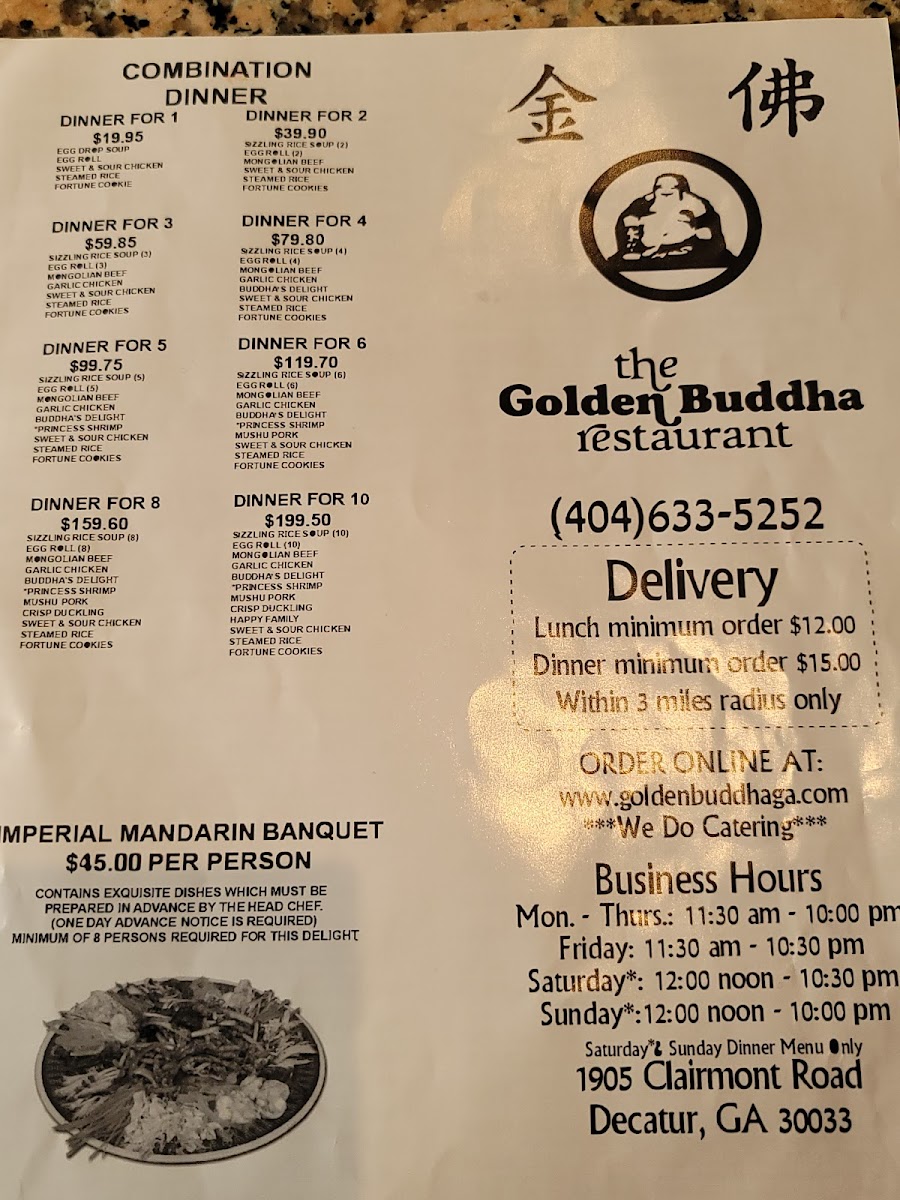 COMBINATION
DINNER
DINNER FOR 1
$19.95
EGG DROP SOUP
EGG ROLL
SWEET & SOUR CHICKEN
STEAMED RICE
FORTUNE COOKIE
DINNER FOR 2
$39.90
SIZZLING RICE SOUP (2)
EGG ROLL (2)
MONGOLIAN BEEF
SWEET & SOUR CHICKEN
STEAMED RICE
FORTUNE COOKIES
DINNER FOR 3
$59.85
SIZZLING RICE SOUP (3)
EGG ROLL (3)
MONGOLIAN BEEF
GARLIC CHICKEN
SWEET & SOUR CHICKEN
STEAMED RICE
FORTUNE COOKIES
DINNER FOR 4
$79.80
SIZZLING RICE SOUP (4)
EGG ROLL (4)
MONGOLIAN BEEF
GARLIC CHICKEN
BUDDHA'S DELIGHT
SWEET & SOUR CHICKEN
STEAMED RICE
FORTUNE COOKIES
DINNER FOR 5
$99.75
SIZZLING RICE SOUP (5)
EGG ROLL (5)
MONGOLIAN BEEF
GARLIC CHICKEN
BUDDHA'S DELIGHT
*PRINCESS SHRIMP
SWEET & SOUR CHICKEN
STEAMED RICE
FORTUNE COOKIES
DINNER FOR 6
$119.70
SIZZLING RICE SOUP (6)
EGG ROLL (6)
MONGOLIAN BEEF
GARLIC CHICKEN
BUDDHA'S DELIGHT
*PRINCESS SHRIMP
MUSHU PORK
SWEET & SOUR CHICKEN
STEAMED RICE
FORTUNE COOKIES
DINNER FOR 8
$159.60
SIZZLING RICE SOUP (8)
EGG ROLL (8)
MONGOLIAN BEEF
GARLIC CHICKEN
BUDDHA'S DELIGHT
*PRINCESS SHRIMP
MUSHU PORK
CRISP DUCKLING
SWEET & SOUR CHICKEN
STEAMED RICE
FORTUNE COOKIES
DINNER FOR 10
$199.50
SIZZLING RICE SOUP (10)
EGG ROLL (10)
MONGOLIAN BEEF
GARLIC CHICKEN
BUDDHA'S DELIGHT
*PRINCESS SHRIMP
MUSHU PORK
CRISP DUCKLING
HAPPY FAMILY
SWEET & SOUR CHICKEN
STEAMED RICE
FORTUNE COOKIES
IMPERIAL MANDARIN BANQUET
$45.00 PER PERSON
CONTAINS EXQUISITE DISHES WHICH MUST BE
PREPARED IN ADVANCE BY THE HEAD CHEF.
(ONE DAY ADVANCE NOTICE IS REQUIRED)
MINIMUM OF 8 PERSONS REQUIRED FOR THIS DELIGHT
金 佛
the
Golden Buddha
restaurant
(404)633-5252
Delivery
Lunch minimum order $12.00
Dinner minimum order $15.00
Within 3 miles radius only
ORDER ONLINE AT:
www.goldenbuddhaga.com
***We Do Catering***
Business Hours
Mon. - Thurs.: 11:30 am - 10:00 pm
Friday: 11:30 am - 10:30 pm
Saturday*: 12:00 noon - 10:30 pm
Sunday*:12:00 noon - 10:00 pm
Saturday*& Sunday Dinner Menu Only
1905 Clairmont Road
Decatur, GA 30033